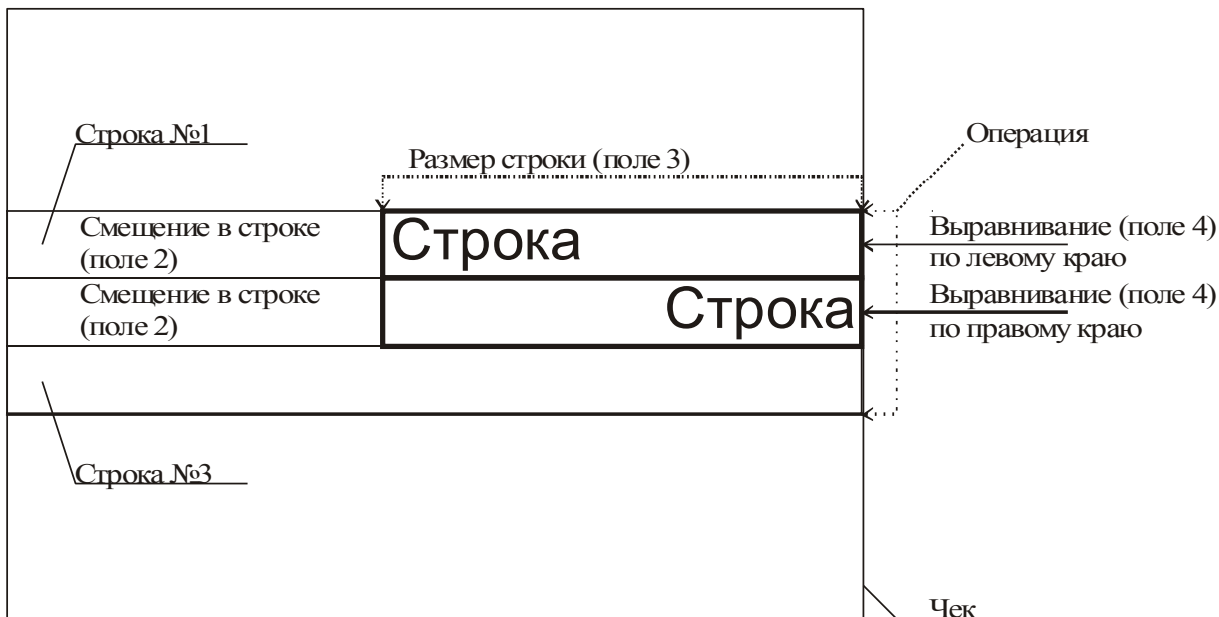 Строка №1
Операция
Размер строки (поле 3)
Смещение в строке
(поле 2)
Строка
Выравнивание (поле 4)
по левому краю
Смещение в строке
(поле 2)
Строка
Выравнивание (поле 4)
по правому краю
Строка №3
Чек